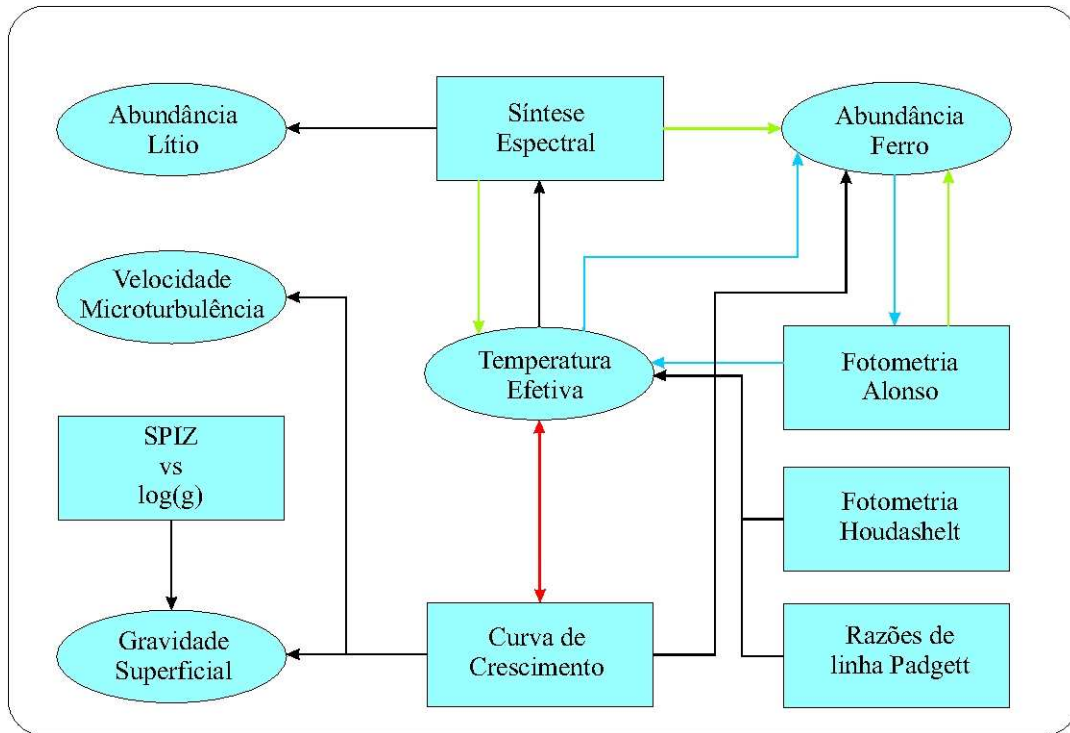 Abundância
Lítio
Síntese
Espectral
Abundância
Ferro
Velocidade
Microturbulência
Temperatura
Efetiva
Fotometria
Alonso
SPIZ
vs
log(g)
Fotometria
Houdashelt
Gravidade
Superficial
Curva de
Crescimento
Razões de
linha Padgett